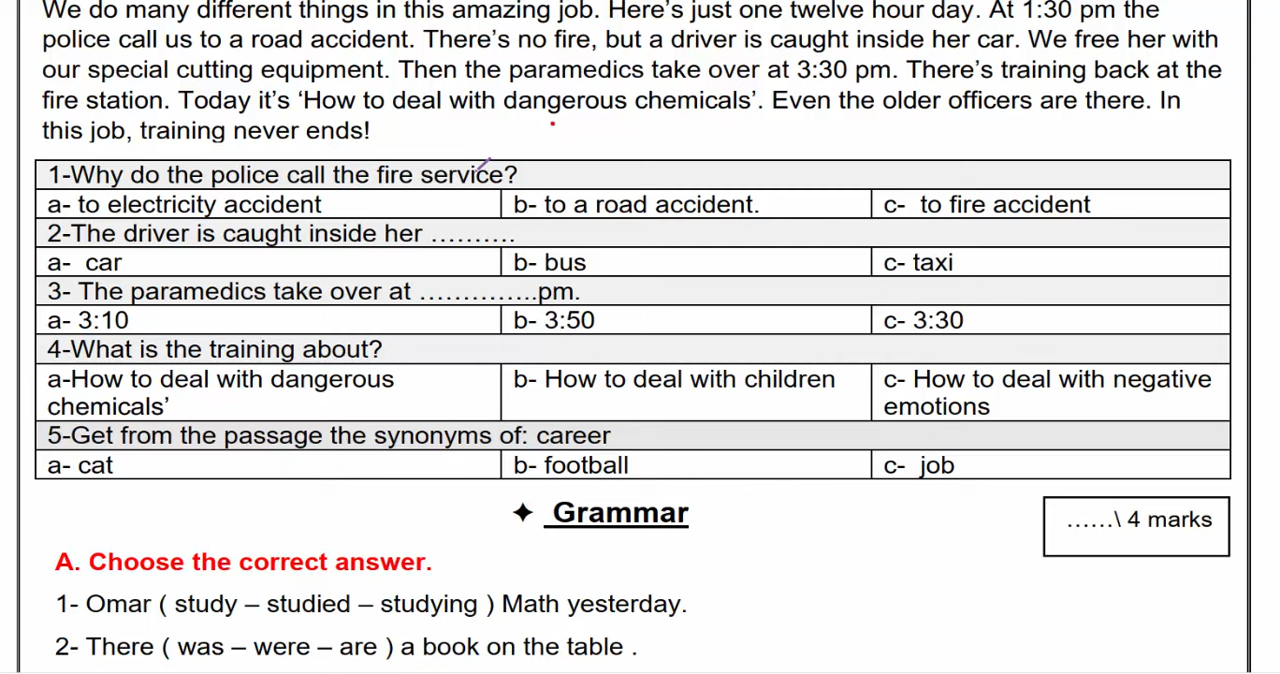 We do many different things in this amazing job. Here’s just one twelve hour day. At 1:30 pm the
police call us to a road accident. There’s no fire, but a driver is caught inside her car. We free her with
our special cutting equipment. Then the paramedics take over at 3:30 pm. There’s training back at the
fire station. Today it’s ‘How to deal with dangerous chemicals’. Even the older officers are there. In
this job, training never ends!
1-Why do the police call the fire service?
a- to electricity accident b- to a road accident. c- to fire accident
2-The driver is caught inside her ……….
a- car b- bus c- taxi
3- The paramedics take over at …………..pm.
a- 3:10 b- 3:50 c- 3:30
4-What is the training about?
a-How to deal with dangerous b- How to deal with children c- How to deal with negative
chemicals’ emotions
5-Get from the passage the synonyms of: career
a- cat b- football c- job
✦ Grammar
……\ 4 marks
A. Choose the correct answer.
1- Omar ( study – studied – studying ) Math yesterday.
2- There ( was – were – are ) a book on the table .